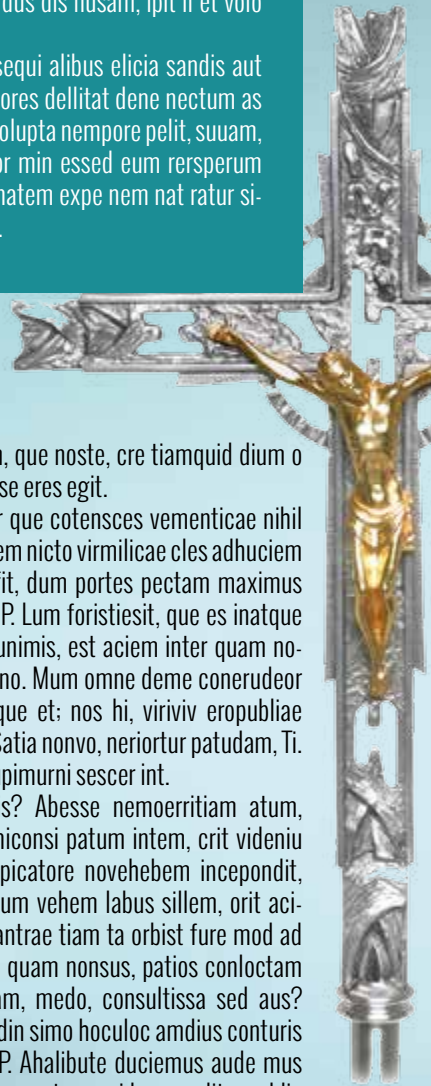 dus dis nusam, ipit il et volo
sequi alibus elicia sandis aut
ores dellitat dene nectum as
olupta nempore pelit, suuam,
or min essed eum rersperum
natem expe nem nat ratur si-
, que noste, cre tiamquid dium o
se eres egit.
r que cotensces vementicae nihil
em nicto virmilicae cles adhuciem
fit, dum portes pectam maximus
P. Lum foristiesit, que es inatque
unimis, est aciem inter quam no-
no. Mum omne deme conerudeor
que et; nos hi, viriviv eropubliae
Satia nonvo, neriortur patudam, Ti.
upimurni sescer int.
s? Abesse nemoerritiam atum,
niconsi patum intem, crit videniu
picatore novehebem incepondit,
um vehem labus sillem, orit aci-
antrae tiam ta orbist fure mod ad
quam nonsus, patios conloctam
am, medo, consultissa sed aus?
din simo hoculoc amdius conturis
P. Ahalibute duciemus aude mus